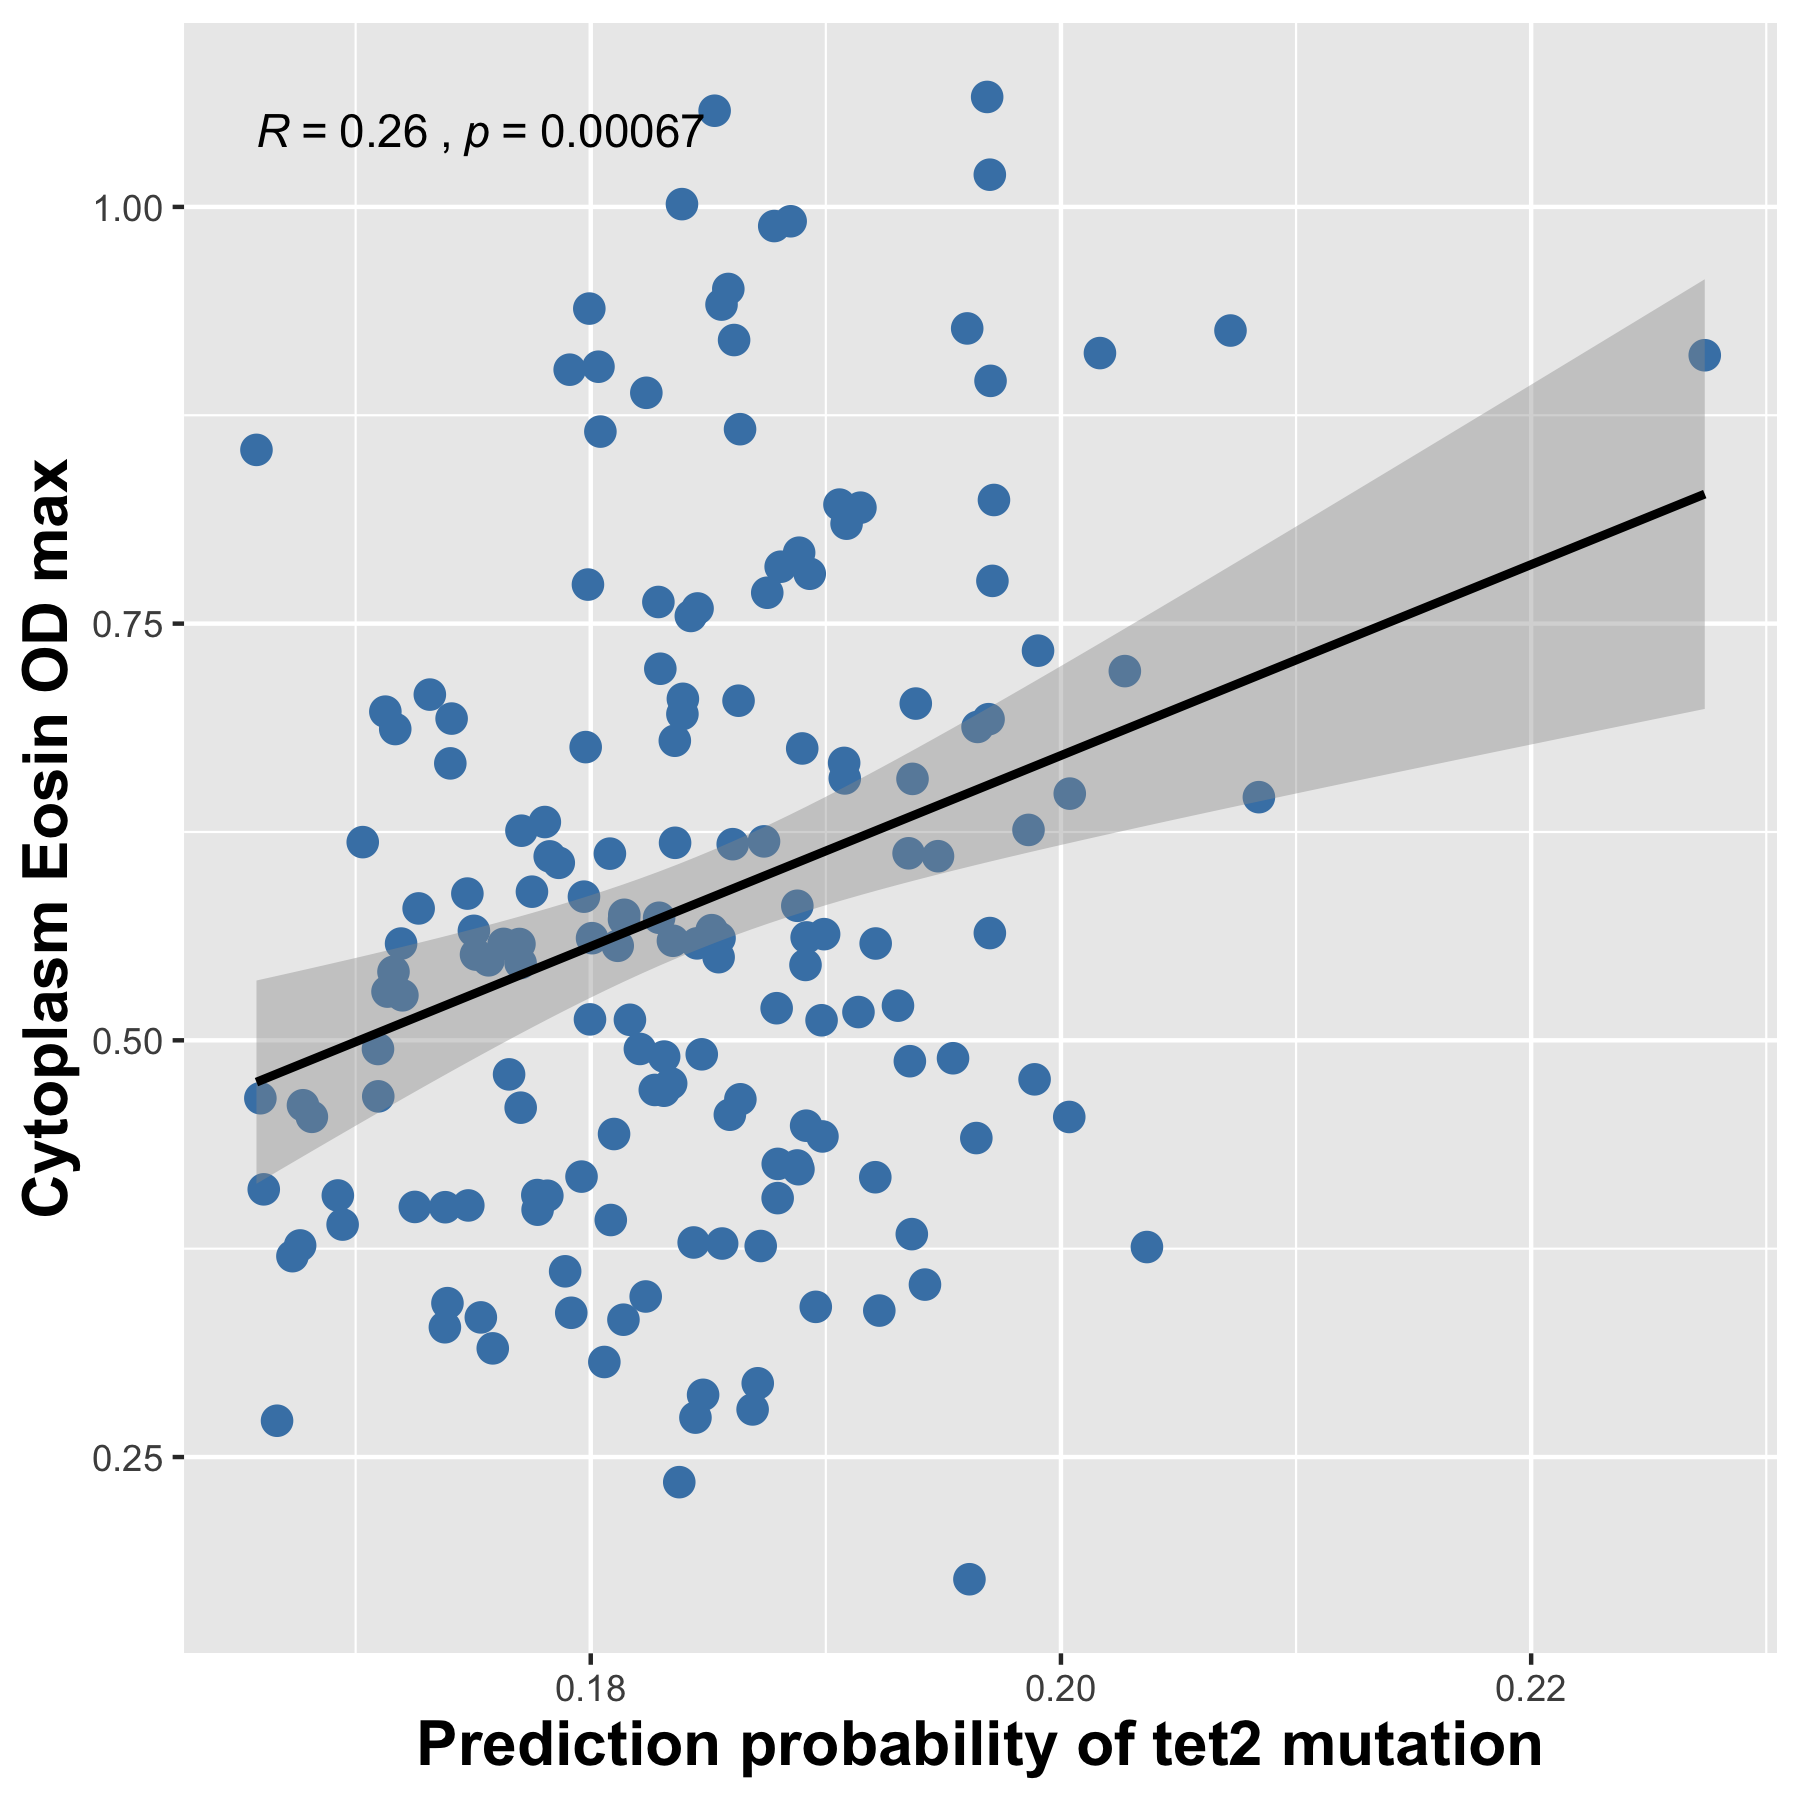 R = 0.26 , p = 0.00067
1.00
0.75
0.50
0.25
Cytoplasm Eosin OD max
0.18 0.20 0.22
Prediction probability of tet2 mutation